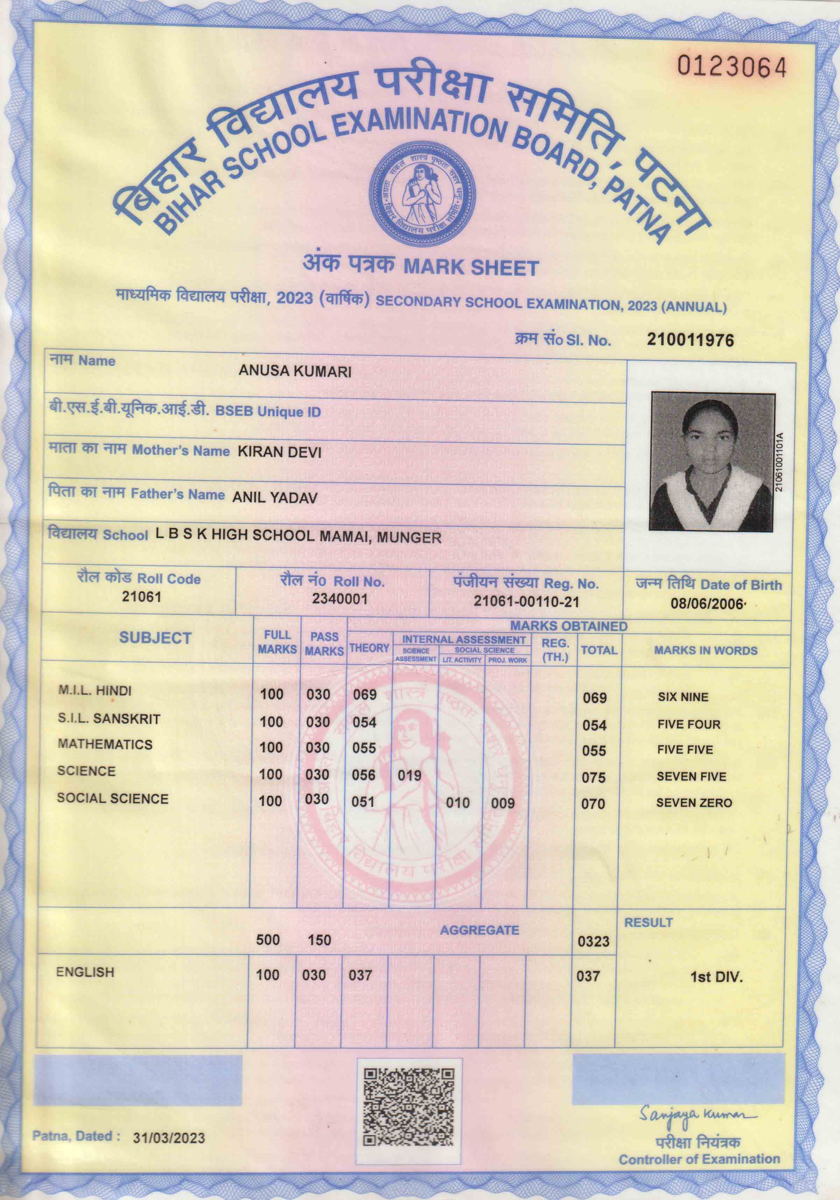 0123064
बिहार विद्यालय परीक्षा समिति, पटना
BIHAR SCHOOL EXAMINATION BOARD, PATNA
अंक पत्रक MARK SHEET
माध्यमिक विद्यालय परीक्षा, 2023 (वार्षिक) SECONDARY SCHOOL EXAMINATION, 2023 (ANNUAL)
क्रम सं० Sl. No. 210011976
नाम Name ANUSA KUMARI
बी.एस.ई.बी.यूनिक.आई.डी. BSEB Unique ID
माता का नाम Mother's Name KIRAN DEVI
पिता का नाम Father's Name ANIL YADAV
विद्यालय School L B S K HIGH SCHOOL MAMAI, MUNGER
21061001101A
रौल कोड Roll Code रौल नं० Roll No. पंजीयन संख्या Reg. No. जन्म तिथि Date of Birth
21061 2340001 21061-00110-21 08/06/2006
MARKS OBTAINED
SUBJECT FULL MARKS PASS MARKS THEORY INTERNAL ASSESSMENT REG. (TH.) TOTAL MARKS IN WORDS
SCIENCE ASSESSMENT SOCIAL SCIENCE
LIT. ACTIVITY PROJ. WORK
M.I.L. HINDI 100 030 069 069 SIX NINE
S.I.L. SANSKRIT 100 030 054 054 FIVE FOUR
MATHEMATICS 100 030 055 055 FIVE FIVE
SCIENCE 100 030 056 019 075 SEVEN FIVE
SOCIAL SCIENCE 100 030 051 010 009 070 SEVEN ZERO
500 150 AGGREGATE 0323 RESULT
ENGLISH 100 030 037 037 1st DIV.
Sanjaya Kumar
Patna, Dated : 31/03/2023
परीक्षा नियंत्रक
Controller of Examination